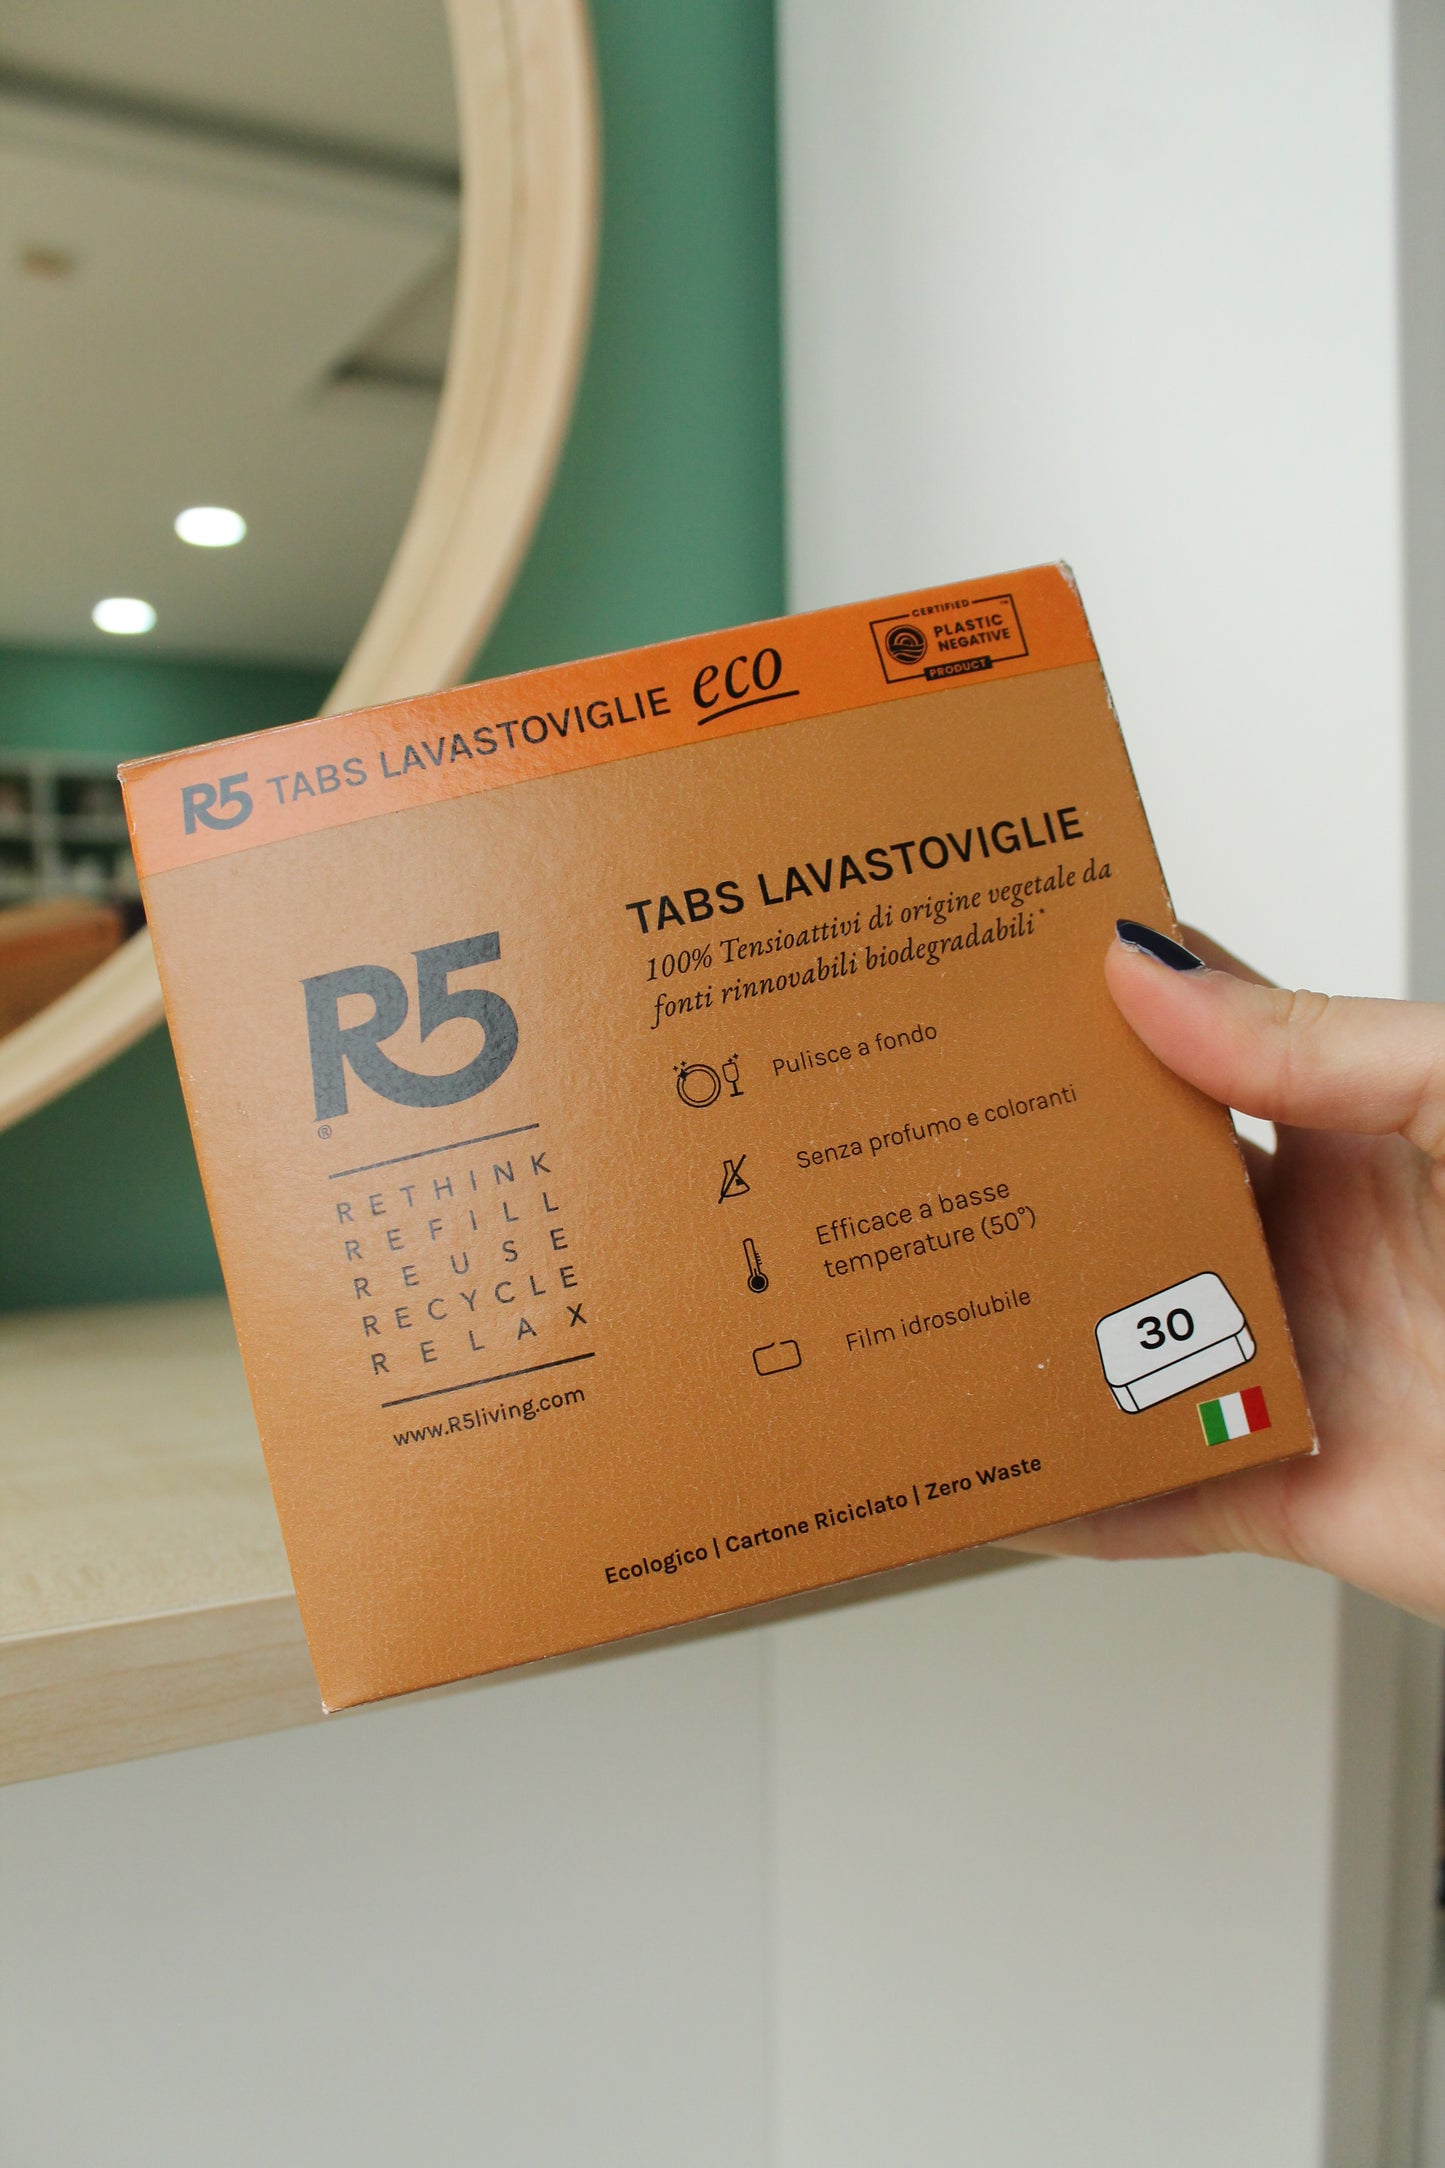 R5 TABS LAVASTOVIGLIE eco
CERTIFIED ™
PLASTIC
NEGATIVE
PRODUCT
R5
®
RETHINK
REFILL
REUSE
RECYCLE
RELAX
www.R5living.com
TABS LAVASTOVIGLIE
100% Tensioattivi di origine vegetale da
fonti rinnovabili biodegradabili*
Pulisce a fondo
Senza profumo e coloranti
Efficace a basse
temperature (50°)
Film idrosolubile
30
Ecologico | Cartone Riciclato | Zero Waste